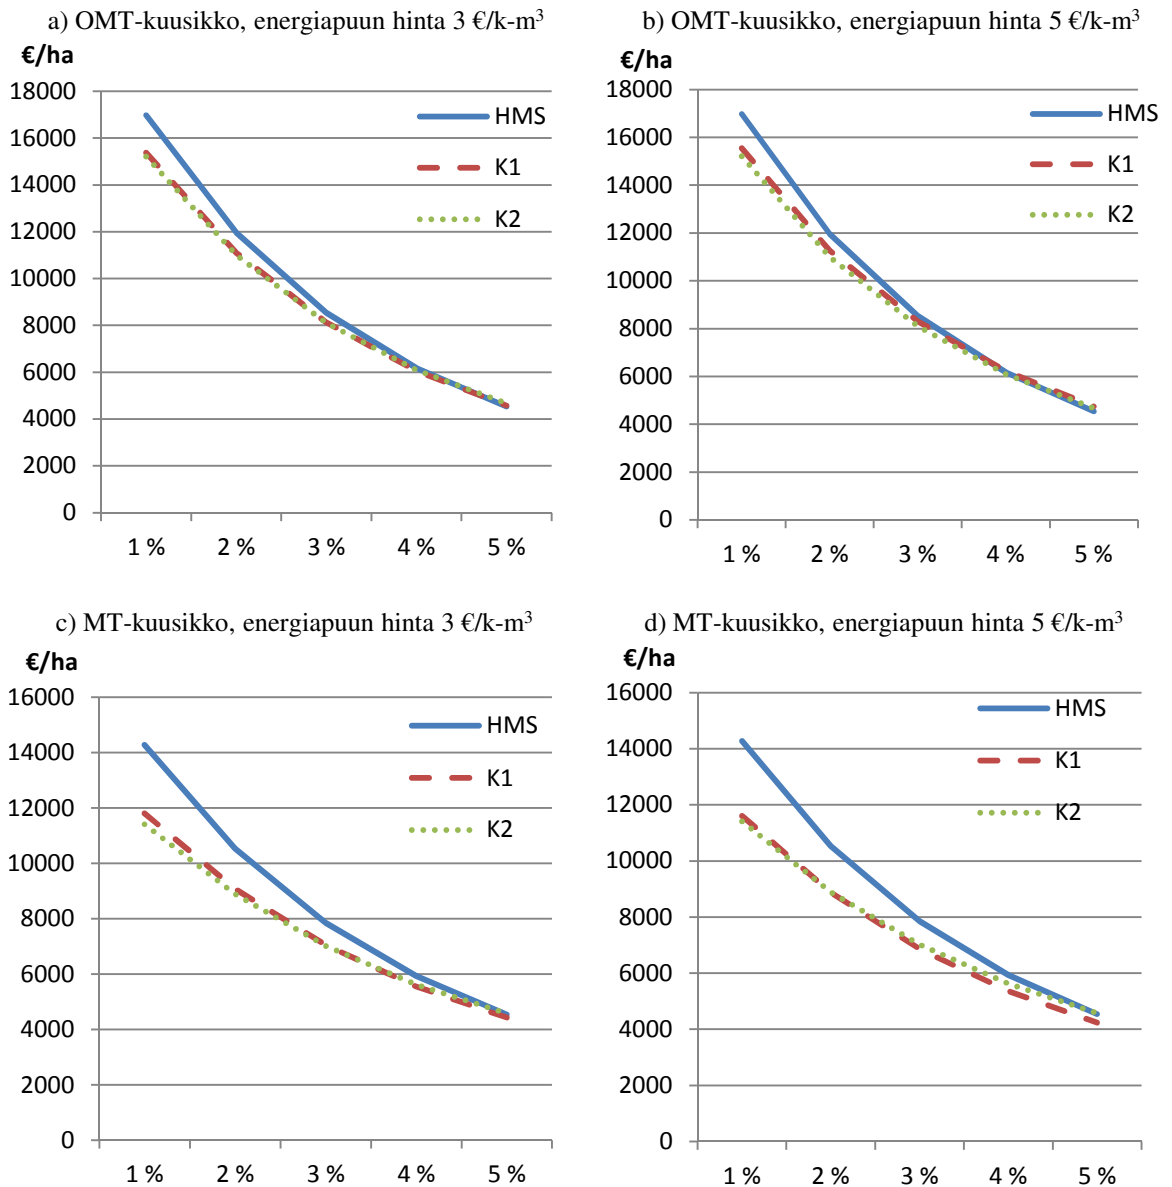 a) OMT-kuusikko, energiapuun hinta 3 €/k-m³
€/ha
18000
16000
14000
12000
10000
8000
6000
4000
2000
0
1 % 2 % 3 % 4 % 5 %
HMS
K1
K2
b) OMT-kuusikko, energiapuun hinta 5 €/k-m³
€/ha
18000
16000
14000
12000
10000
8000
6000
4000
2000
0
1 % 2 % 3 % 4 % 5 %
HMS
K1
K2
c) MT-kuusikko, energiapuun hinta 3 €/k-m³
€/ha
16000
14000
12000
10000
8000
6000
4000
2000
0
1 % 2 % 3 % 4 % 5 %
HMS
K1
K2
d) MT-kuusikko, energiapuun hinta 5 €/k-m³
€/ha
16000
14000
12000
10000
8000
6000
4000
2000
0
1 % 2 % 3 % 4 % 5 %
HMS
K1
K2